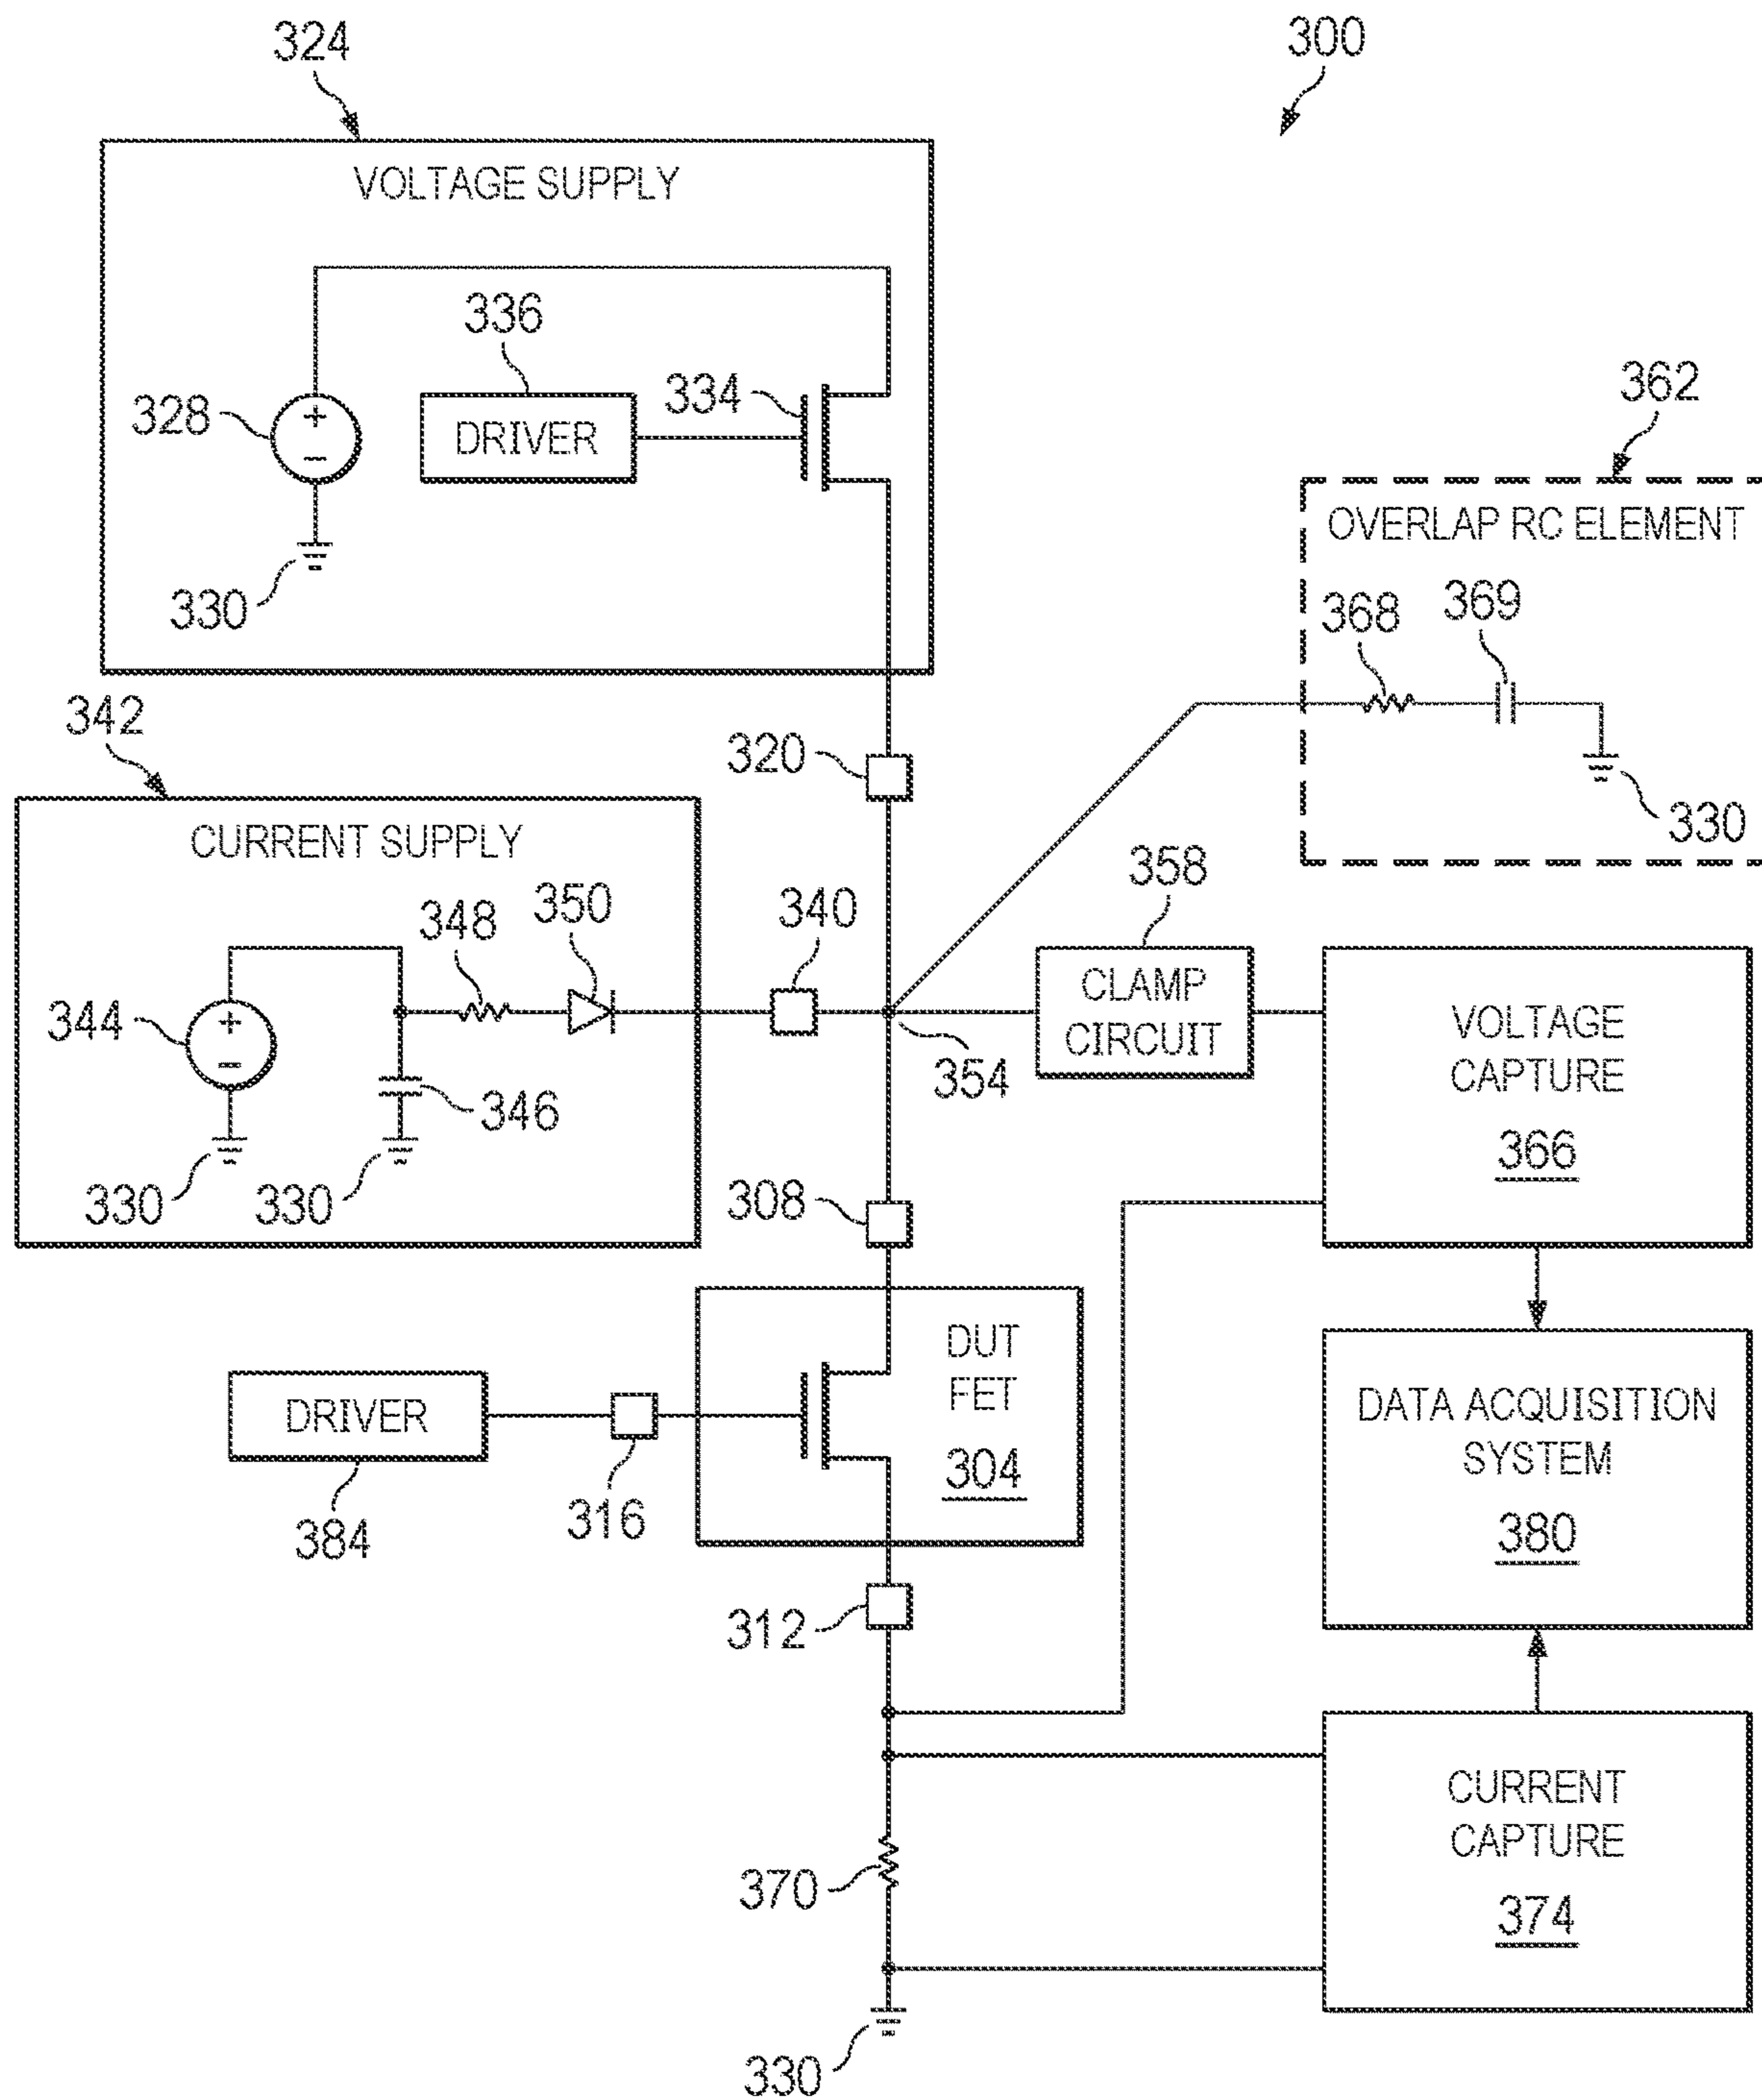 324
300
VOLTAGE SUPPLY
336
328
+
−
DRIVER
334
330
362
OVERLAP RC ELEMENT
368
369
330
320
342
CURRENT SUPPLY
348
350
340
344
+
−
346
330
330
354
358
CLAMP
CIRCUIT
VOLTAGE
CAPTURE
366
308
DUT
FET
304
DRIVER
384
316
312
DATA ACQUISITION
SYSTEM
380
370
CURRENT
CAPTURE
374
330